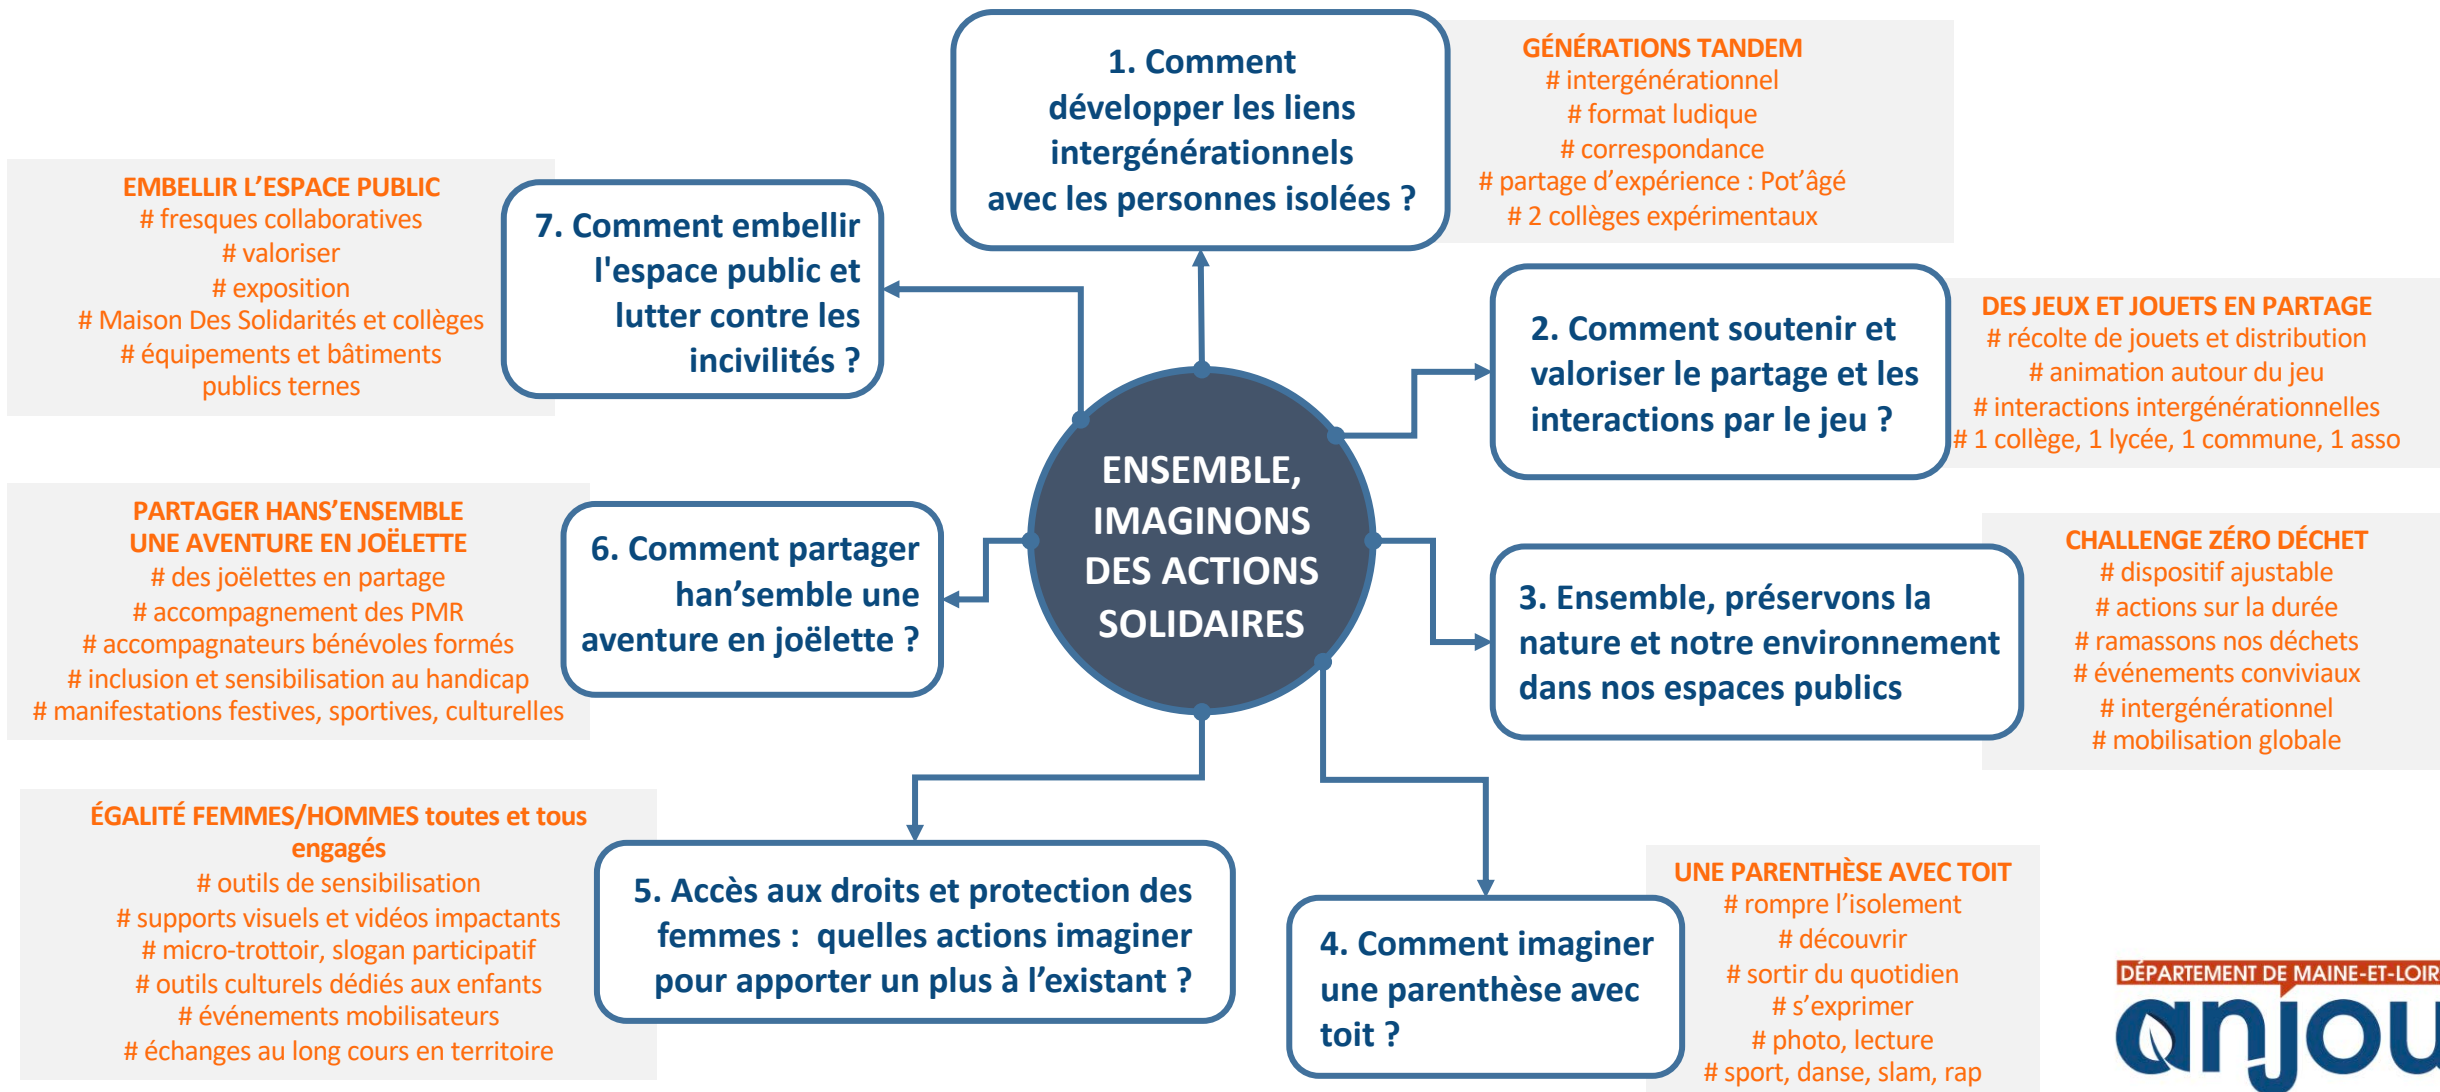 1. Comment
développer les liens
intergénérationnels
avec les personnes isolées ?
GÉNÉRATIONS TANDEM
# intergénérationnel
# format ludique
# correspondance
# partage d’expérience : Pot’âgé
# 2 collèges expérimentaux
2. Comment soutenir et
valoriser le partage et les
interactions par le jeu ?
DES JEUX ET JOUETS EN PARTAGE
# récolte de jouets et distribution
# animation autour du jeu
# interactions intergénérationnelles
# 1 collège, 1 lycée, 1 commune, 1 asso
3. Ensemble, préservons la
nature et notre environnement
dans nos espaces publics
CHALLENGE ZÉRO DÉCHET
# dispositif ajustable
# actions sur la durée
# ramassons nos déchets
# événements conviviaux
# intergénérationnel
# mobilisation globale
4. Comment imaginer
une parenthèse avec
toit ?
UNE PARENTHÈSE AVEC TOIT
# rompre l’isolement
# découvrir
# sortir du quotidien
# s’exprimer
# photo, lecture
# sport, danse, slam, rap
5. Accès aux droits et protection des
femmes : quelles actions imaginer
pour apporter un plus à l’existant ?
ÉGALITÉ FEMMES/HOMMES toutes et tous
engagés
# outils de sensibilisation
# supports visuels et vidéos impactants
# micro-trottoir, slogan participatif
# outils culturels dédiés aux enfants
# événements mobilisateurs
# échanges au long cours en territoire
6. Comment partager
han’semble une
aventure en joëlette ?
PARTAGER HANS’ENSEMBLE
UNE AVENTURE EN JOËLETTE
# des joëlettes en partage
# accompagnement des PMR
# accompagnateurs bénévoles formés
# inclusion et sensibilisation au handicap
# manifestations festives, sportives, culturelles
7. Comment embellir
l'espace public et
lutter contre les
incivilités ?
EMBELLIR L’ESPACE PUBLIC
# fresques collaboratives
# valoriser
# exposition
# Maison Des Solidarités et collèges
# équipements et bâtiments
publics ternes
ENSEMBLE,
IMAGINONS
DES ACTIONS
SOLIDAIRES
DÉPARTEMENT DE MAINE-ET-LOIR
anjou